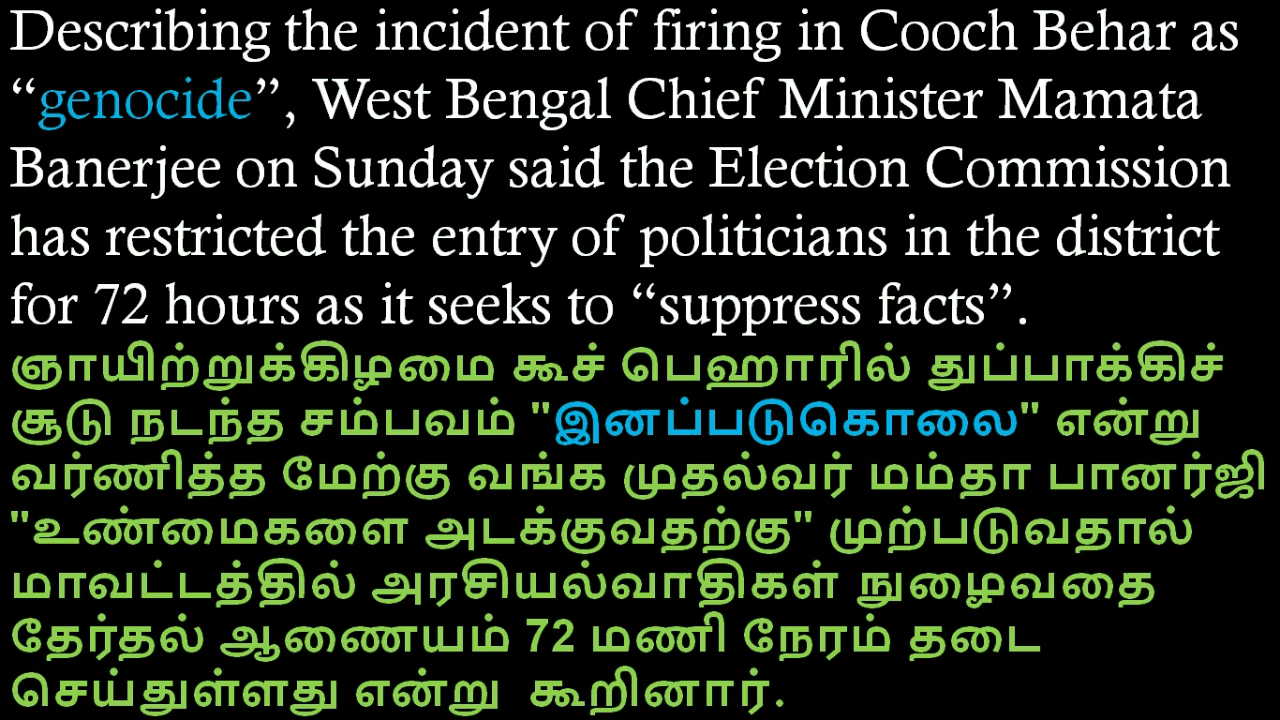 Describing the incident of firing in Cooch Behar as
“genocide”, West Bengal Chief Minister Mamata
Banerjee on Sunday said the Election Commission
has restricted the entry of politicians in the district
for 72 hours as it seeks to “suppress facts”.
ஞாயிற்றுக்கிழமை கூச் பெஹாரில் துப்பாக்கிச்
சூடு நடந்த சம்பவம் "இனப்படுகொலை" என்று
வர்ணித்த மேற்கு வங்க முதல்வர் மம்தா பானர்ஜி
"உண்மைகளை அடக்குவதற்கு" முற்படுவதால்
மாவட்டத்தில் அரசியல்வாதிகள் நுழைவதை
தேர்தல் ஆணையம் 72 மணி நேரம் தடை
செய்துள்ளது என்று கூறினார்.